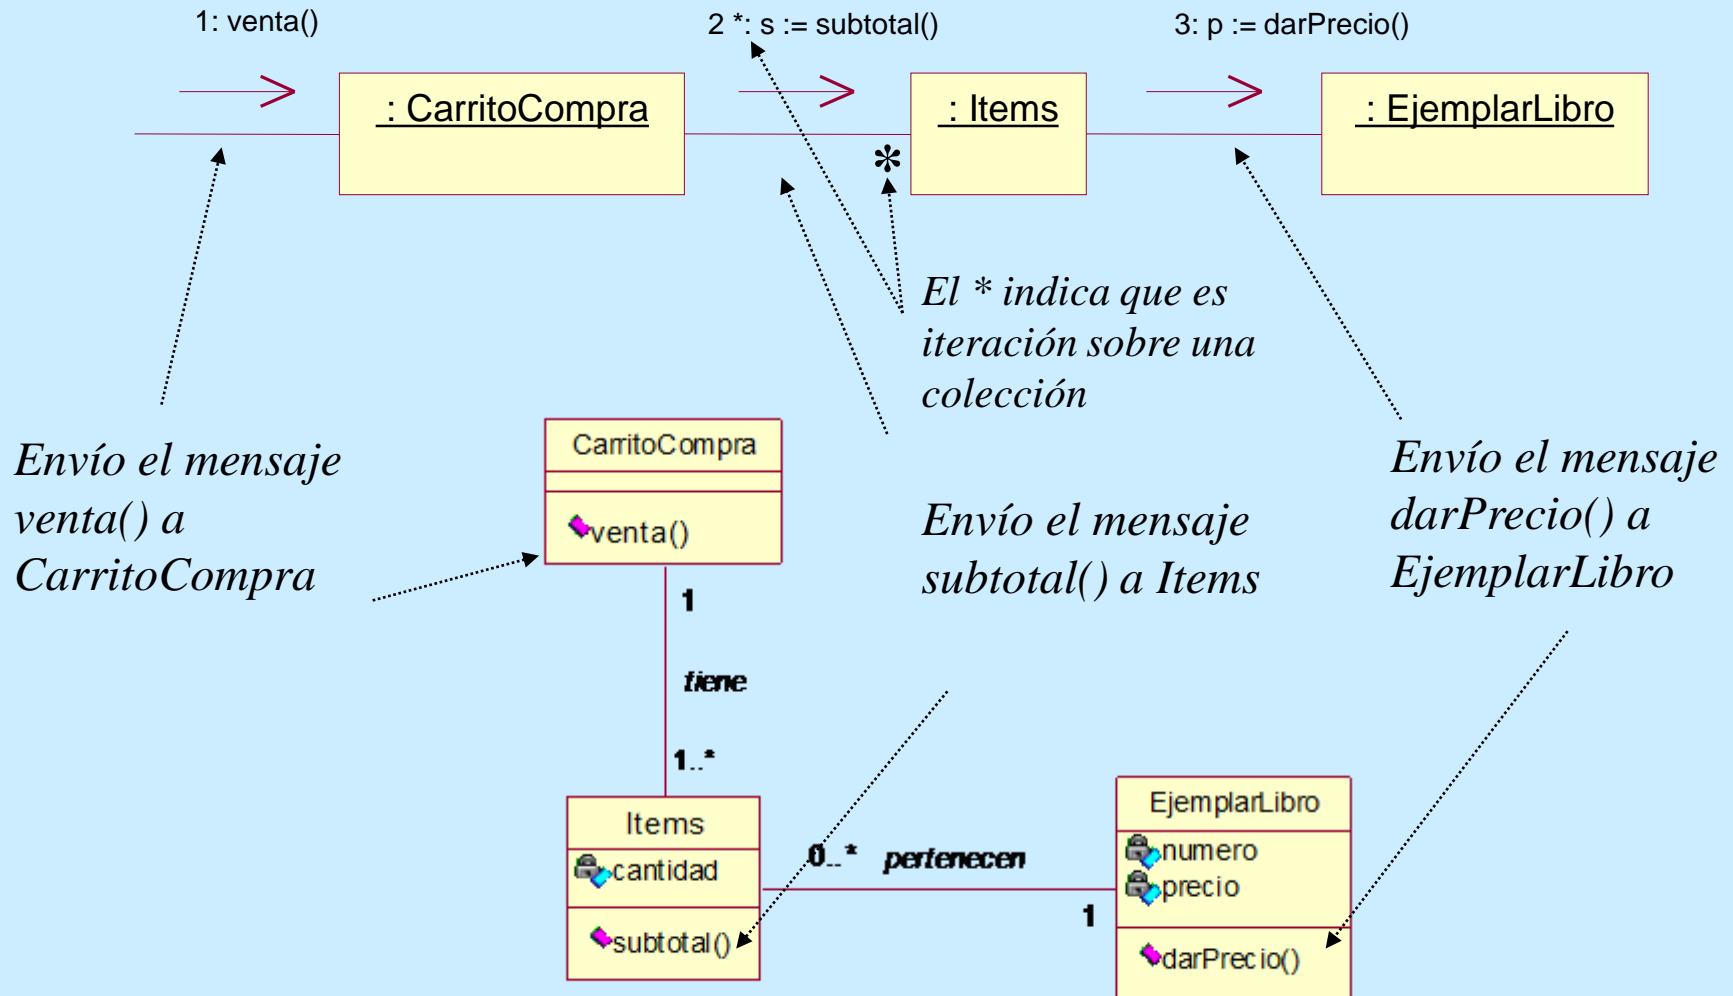 1: venta()
2 *: s := subtotal()
3: p := darPrecio()
: CarritoCompra
: Items
: EjemplarLibro
*
El * indica que es
iteración sobre una
colección
Envío el mensaje
venta() a
CarritoCompra
CarritoCompra
venta()
Envío el mensaje
subtotal() a Items
Envío el mensaje
darPrecio() a
EjemplarLibro
1
tiene
1..*
Items
cantidad
subtotal()
0..* pertenecen
1
EjemplarLibro
numero
precio
darPrecio()